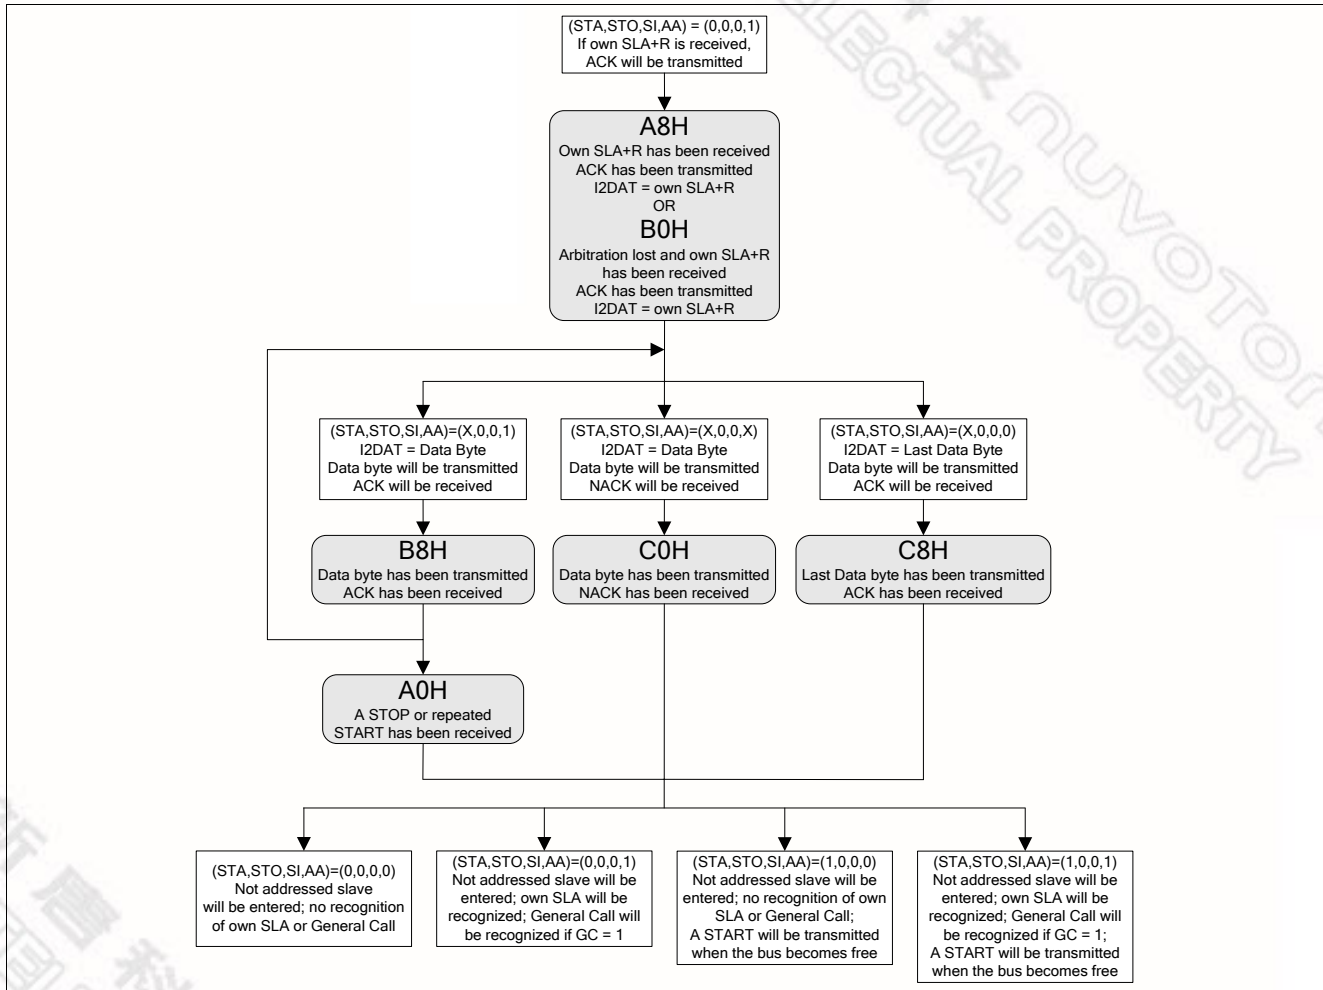 (STA,STO,SI,AA) = (0,0,0,1)
If own SLA+R is received,
ACK will be transmitted
A8H
Own SLA+R has been received
ACK has been transmitted
I2DAT = own SLA+R
OR
B0H
Arbitration lost and own SLA+R
has been received
ACK has been transmitted
I2DAT = own SLA+R
(STA,STO,SI,AA)=(X,0,0,1)
I2DAT = Data Byte
Data byte will be transmitted
ACK will be received
(STA,STO,SI,AA)=(X,0,0,X)
I2DAT = Data Byte
Data byte will be transmitted
NACK will be received
(STA,STO,SI,AA)=(X,0,0,0)
I2DAT = Last Data Byte
Data byte will be transmitted
ACK will be received
B8H
Data byte has been transmitted
ACK has been received
C0H
Data byte has been transmitted
NACK has been received
C8H
Last Data byte has been transmitted
ACK has been received
A0H
A STOP or repeated
START has been received
(STA,STO,SI,AA)=(0,0,0,0)
Not addressed slave
will be entered; no recognition
of own SLA or General Call
(STA,STO,SI,AA)=(0,0,0,1)
Not addressed slave will be
entered; own SLA will be
recognized; General Call will
be recognized if GC = 1
(STA,STO,SI,AA)=(1,0,0,0)
Not addressed slave will be
entered; no recognition of own
SLA or General Call;
A START will be transmitted
when the bus becomes free
(STA,STO,SI,AA)=(1,0,0,1)
Not addressed slave will be
entered; own SLA will be
recognized; General Call will
be recognized if GC = 1;
A START will be transmitted
when the bus becomes free
技 nuvoTon
PROPERTY